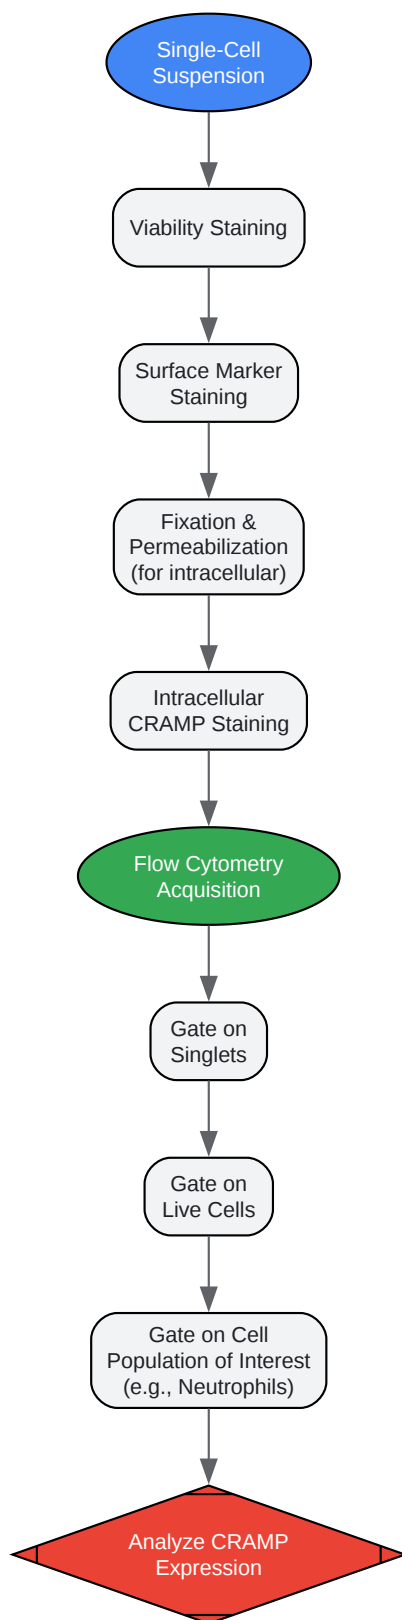 Single-Cell
Suspension
Viability Staining
Surface Marker
Staining
Fixation &
Permeabilization
(for intracellular)
Intracellular
CRAMP Staining
Flow Cytometry
Acquisition
Gate on
Singlets
Gate on
Live Cells
Gate on Cell
Population of Interest
(e.g., Neutrophils)
Analyze CRAMP
Expression